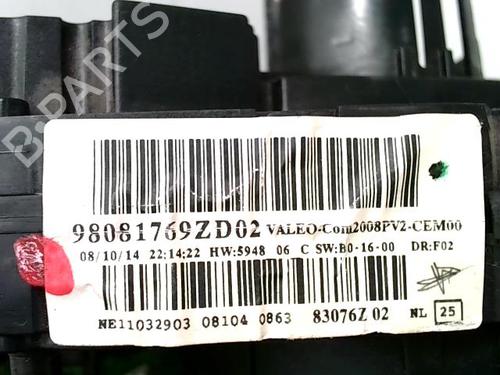 B-PARTS
98081769ZD02 VALEO-Com2008PV2-CEM00
08/10/14 22:14:22 HW:5948 06 C SW:B0-16-00 DR:F02
NE11032903 08104 0863 83076Z 02 NL 25